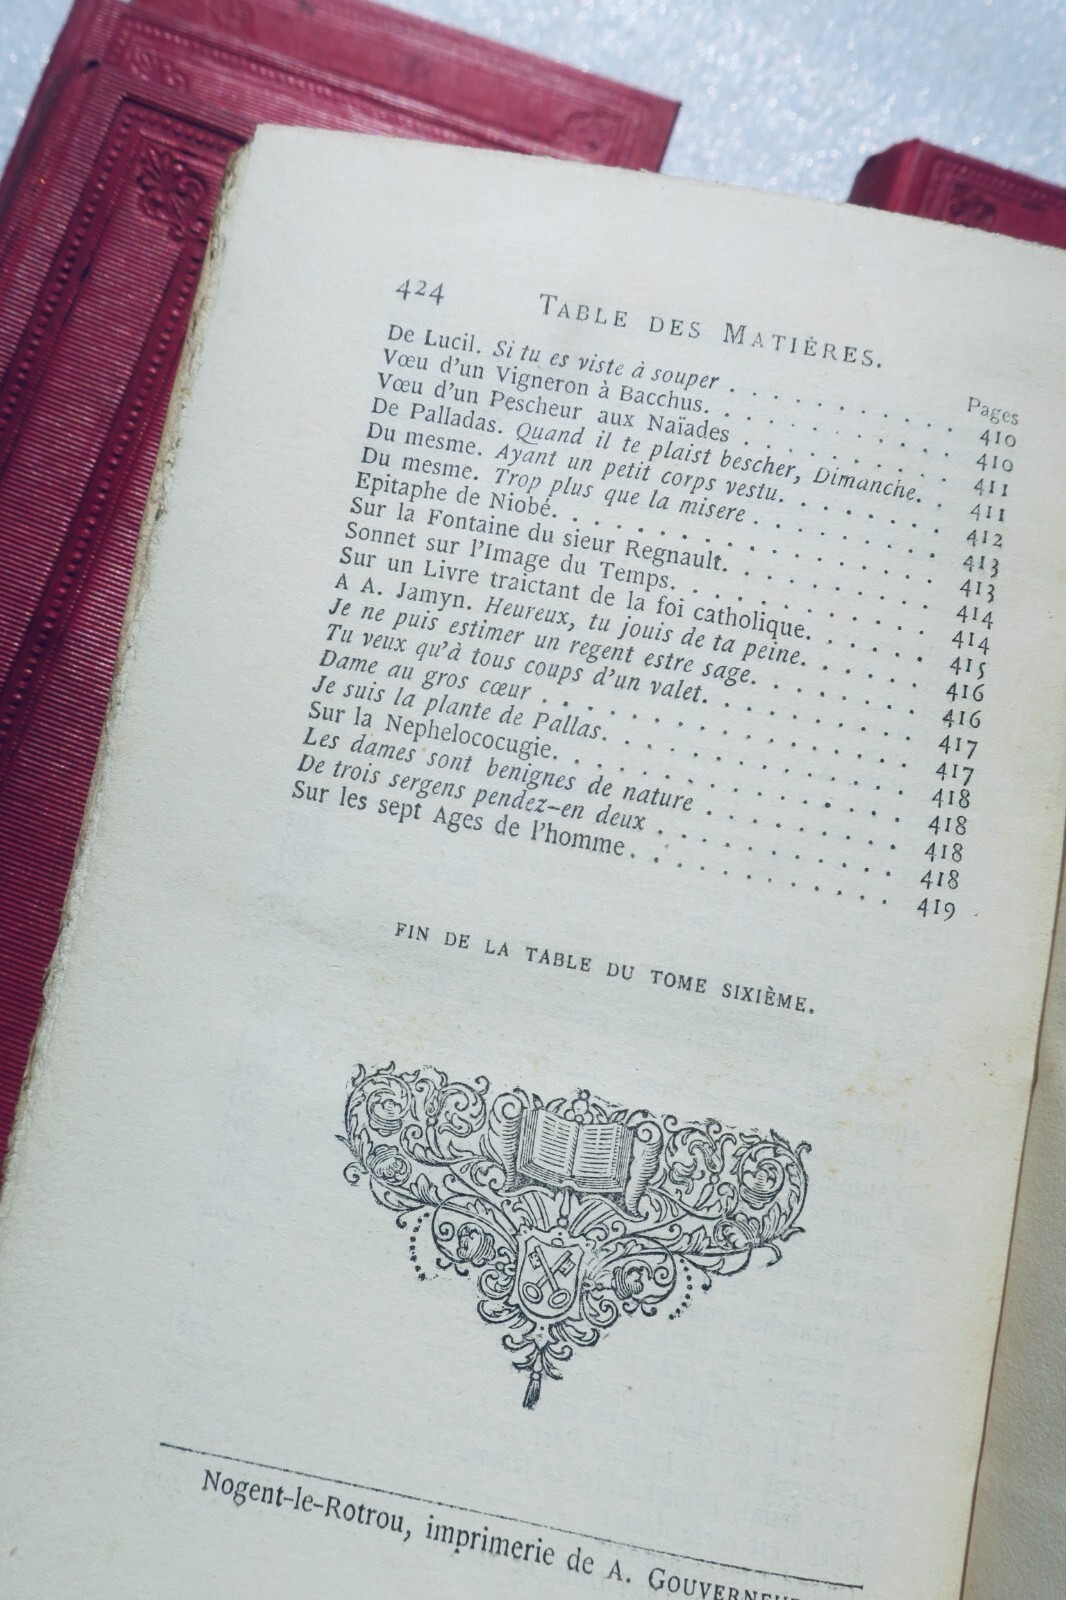 424 TABLE DES MATIÈRES.
Pages
De Lucil. Si tu es viste à souper . . . . . . . . . . 410
Vœu d'un Vigneron à Bacchus. . . . . . . . . . . 410
Vœu d'un Pescheur aux Naïades . . . . . . . . . . 411
De Palladas. Quand il te plaist bescher, Dimanche. . . 411
Du mesme. Ayant un petit corps vestu. . . . . . . . 412
Du mesme. Trop plus que la misere . . . . . . . . . 413
Epitaphe de Niobé. . . . . . . . . . . . . . . . 413
Sur la Fontaine du sieur Regnault. . . . . . . . . . 414
Sonnet sur l'Image du Temps. . . . . . . . . . . . 414
Sur un Livre traictant de la foi catholique. . . . . . 415
A A. Jamyn. Heureux, tu jouis de ta peine. . . . . . 416
Je ne puis estimer un regent estre sage. . . . . . . . 416
Tu veux qu'à tous coups d'un valet. . . . . . . . . 417
Dame au gros cœur . . . . . . . . . . . . . . . 417
Je suis la plante de Pallas. . . . . . . . . . . . . 418
Sur la Nephelococugie. . . . . . . . . . . . . . 418
Les dames sont benignes de nature . . . . . . . . . 418
De trois sergens pendez-en deux . . . . . . . . . . 418
Sur les sept Ages de l'homme. . . . . . . . . . . 419
FIN DE LA TABLE DU TOME SIXIÈME.
Nogent-le-Rotrou, imprimerie de A. GOUVERNEUR